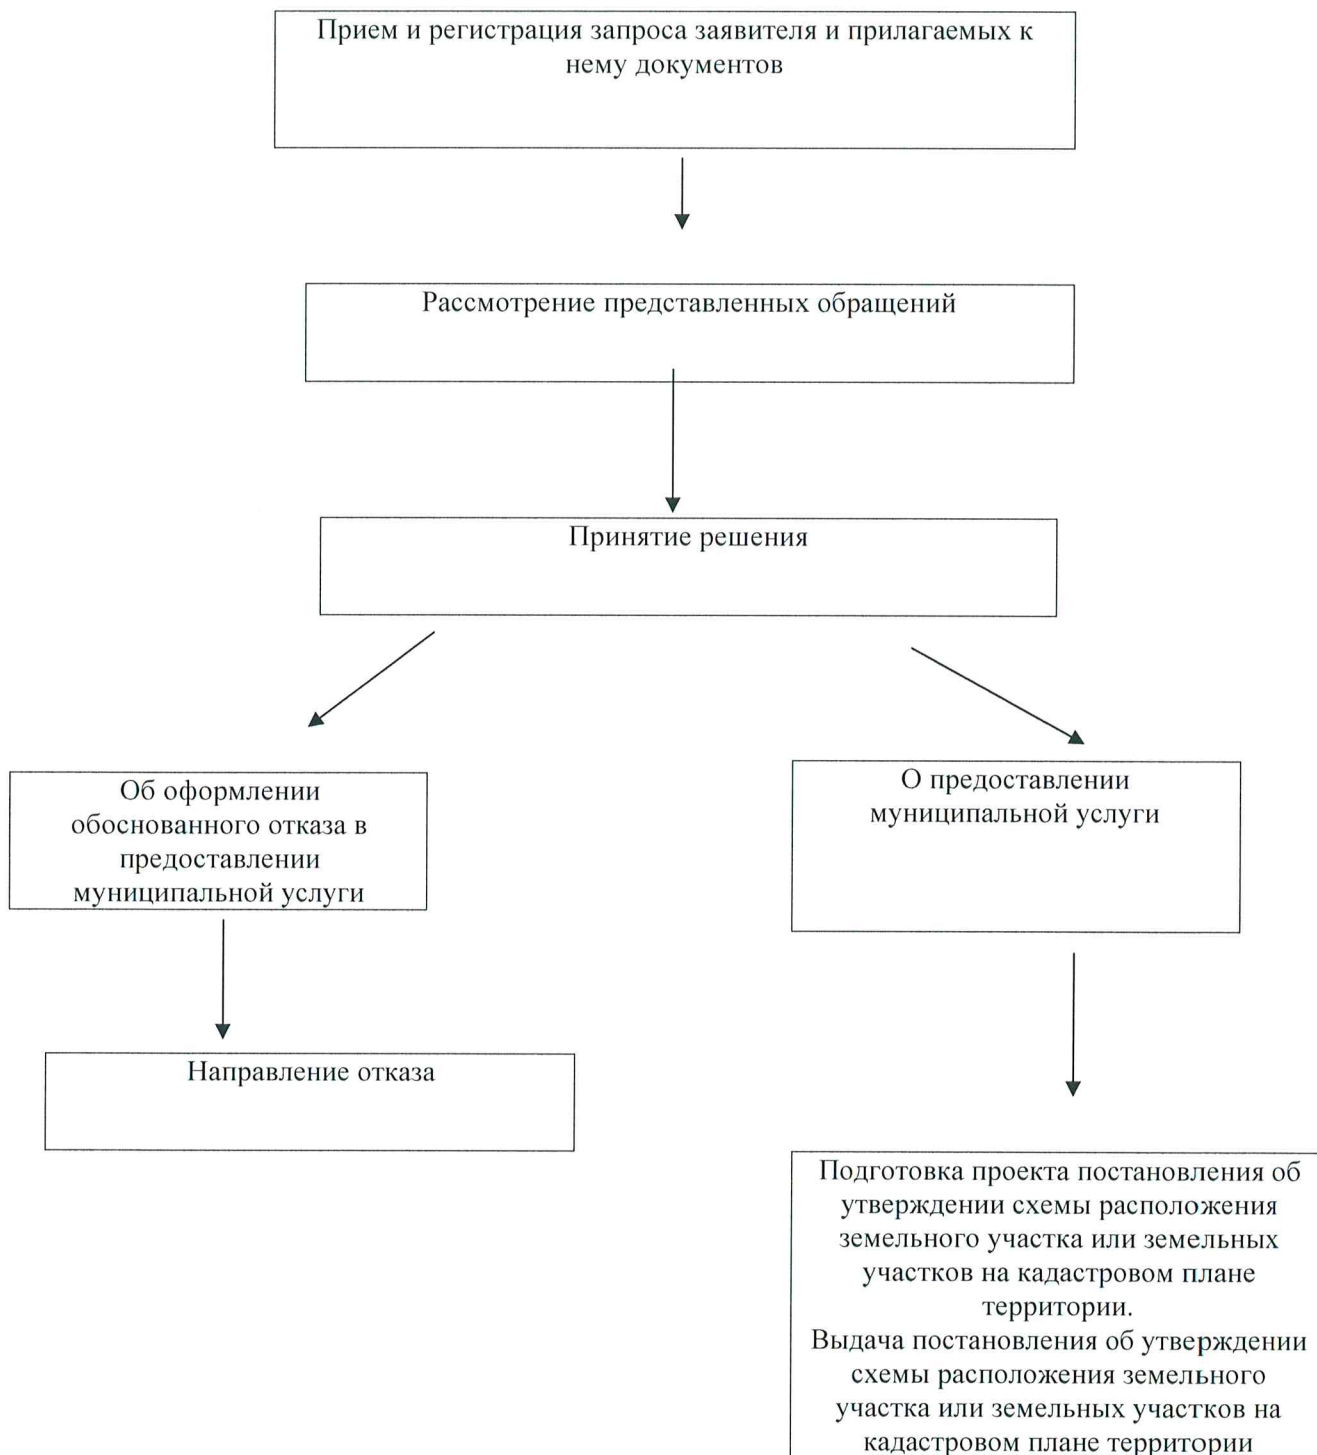 Прием и регистрация запроса заявителя и прилагаемых к
нему документов
Рассмотрение представленных обращений
Принятие решения
Об оформлении
обоснованного отказа в
предоставлении
муниципальной услуги
О предоставлении
муниципальной услуги
Направление отказа
Подготовка проекта постановления об
утверждении схемы расположения
земельного участка или земельных
участков на кадастровом плане
территории.
Выдача постановления об утверждении
схемы расположения земельного
участка или земельных участков на
кадастровом плане территории